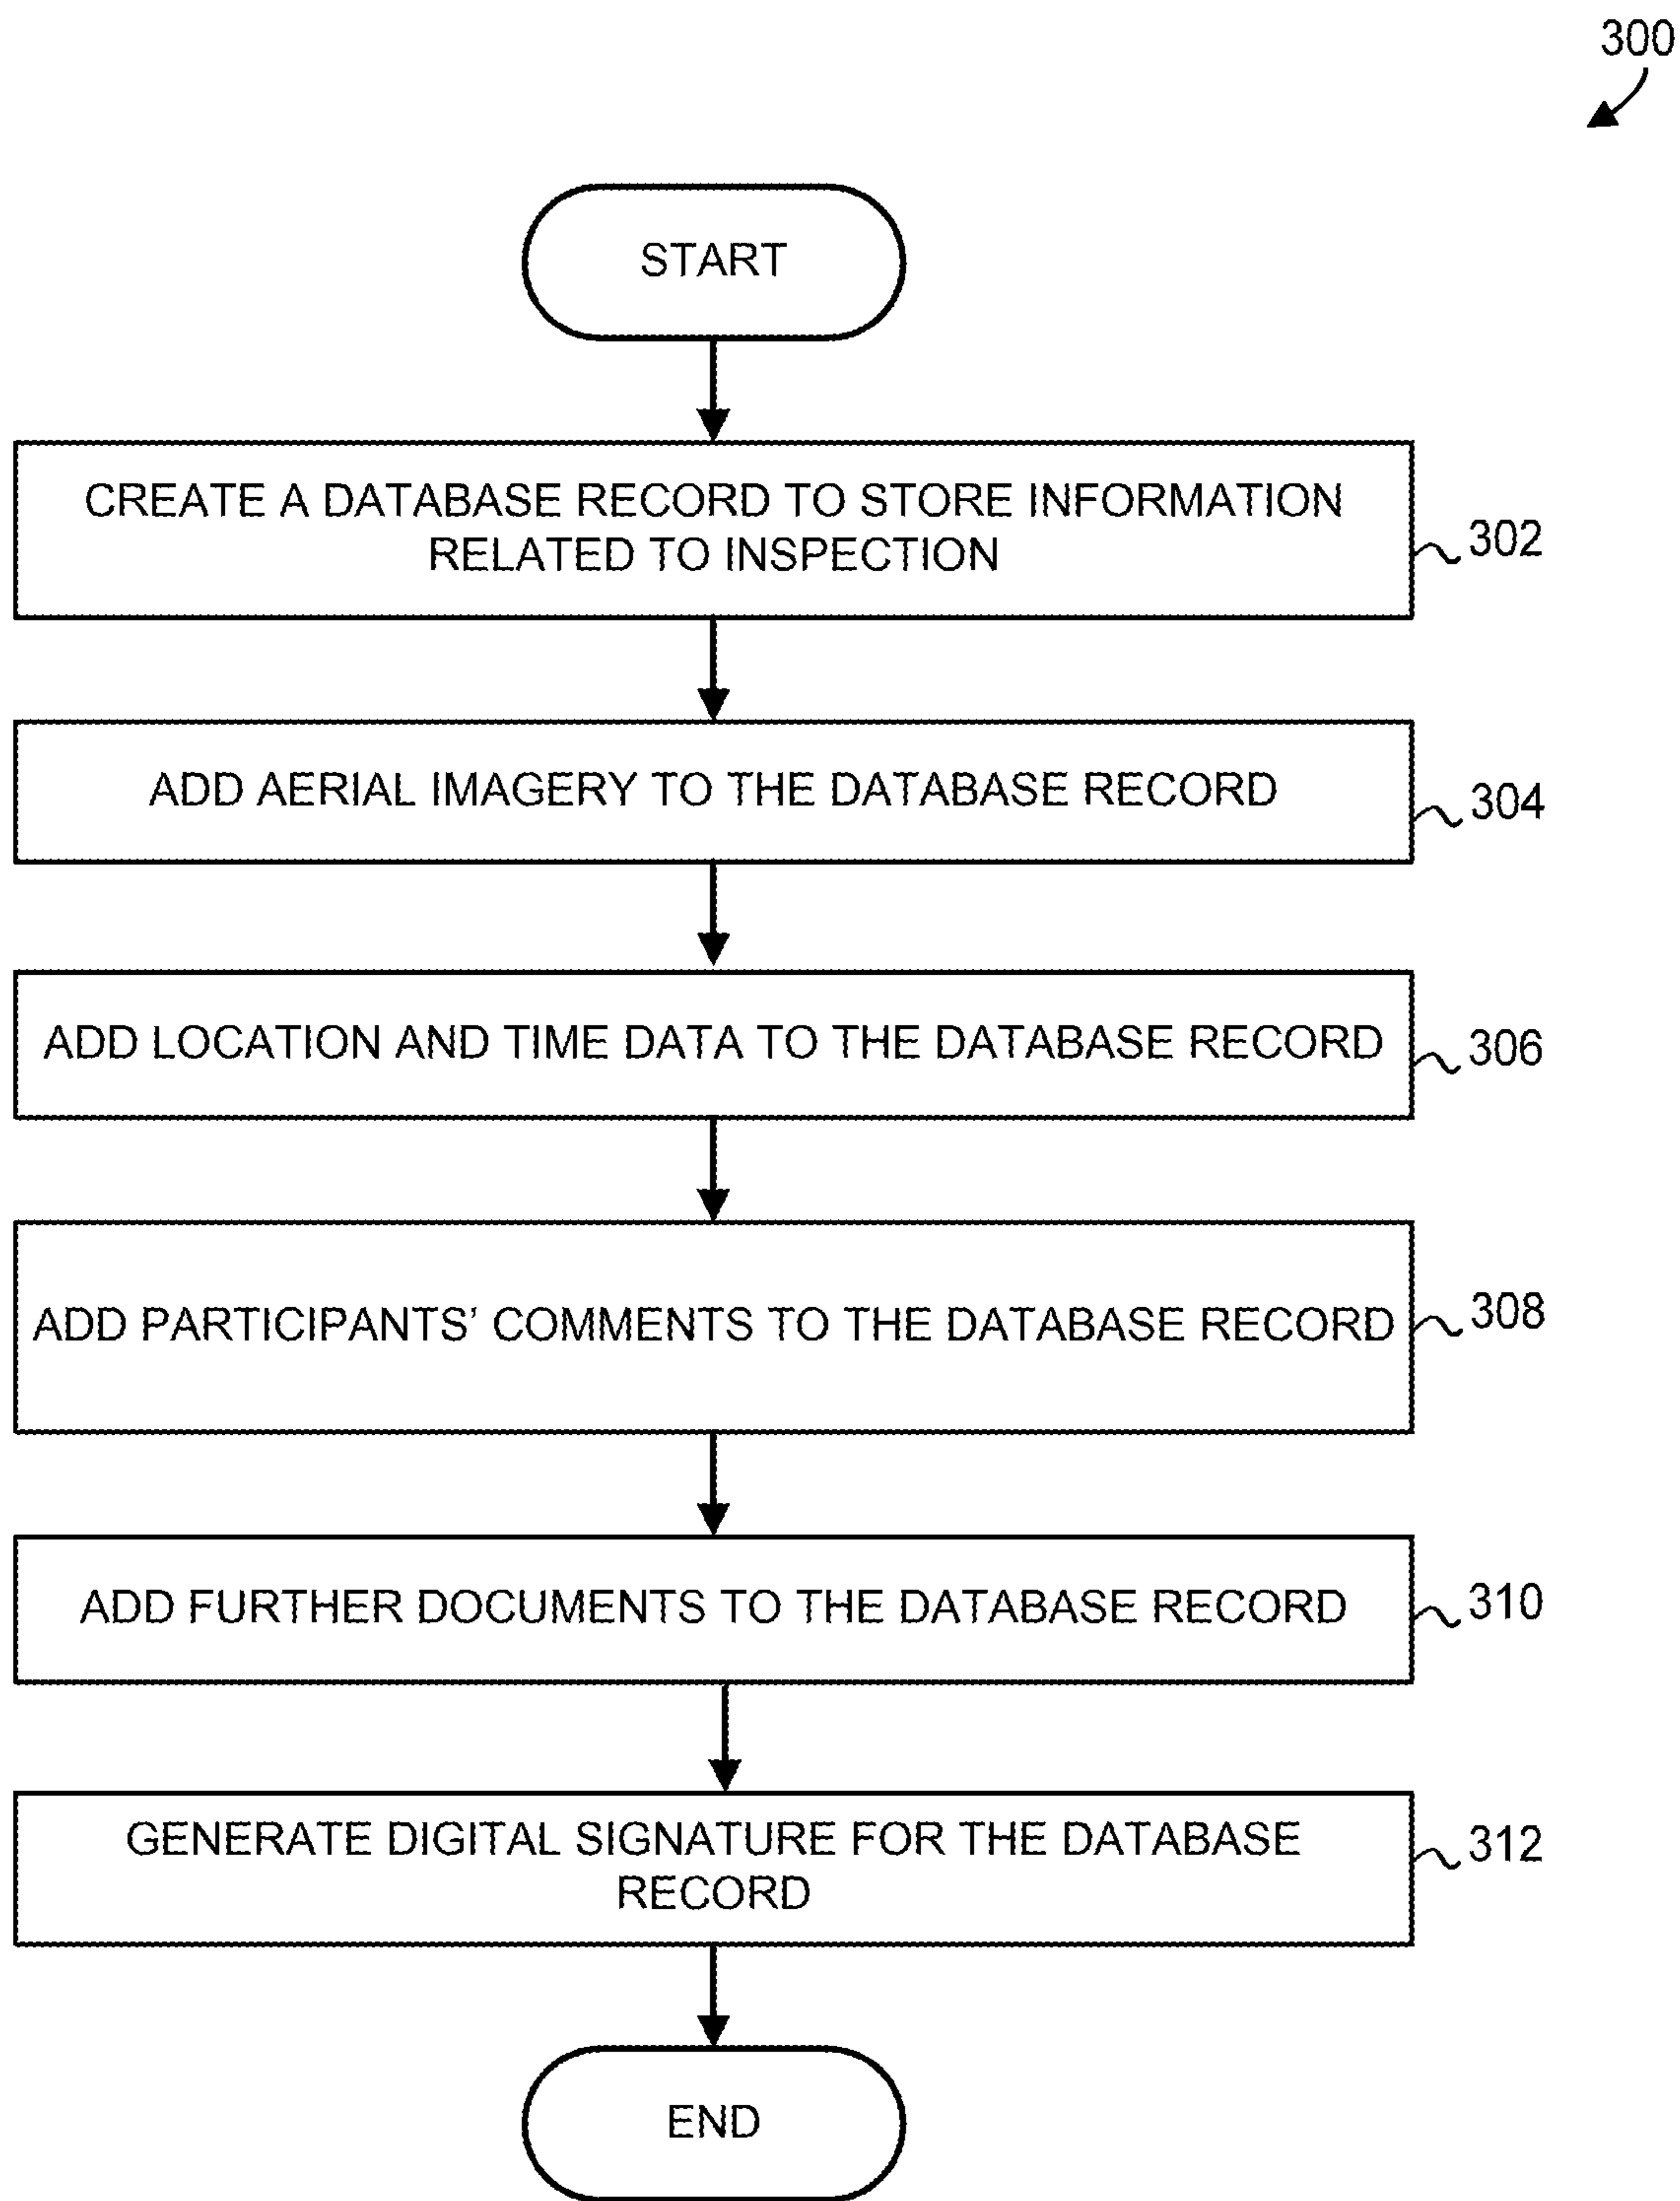 300
START
CREATE A DATABASE RECORD TO STORE INFORMATION
RELATED TO INSPECTION
302
ADD AERIAL IMAGERY TO THE DATABASE RECORD
304
ADD LOCATION AND TIME DATA TO THE DATABASE RECORD
306
ADD PARTICIPANTS’ COMMENTS TO THE DATABASE RECORD
308
ADD FURTHER DOCUMENTS TO THE DATABASE RECORD
310
GENERATE DIGITAL SIGNATURE FOR THE DATABASE
RECORD
312
END